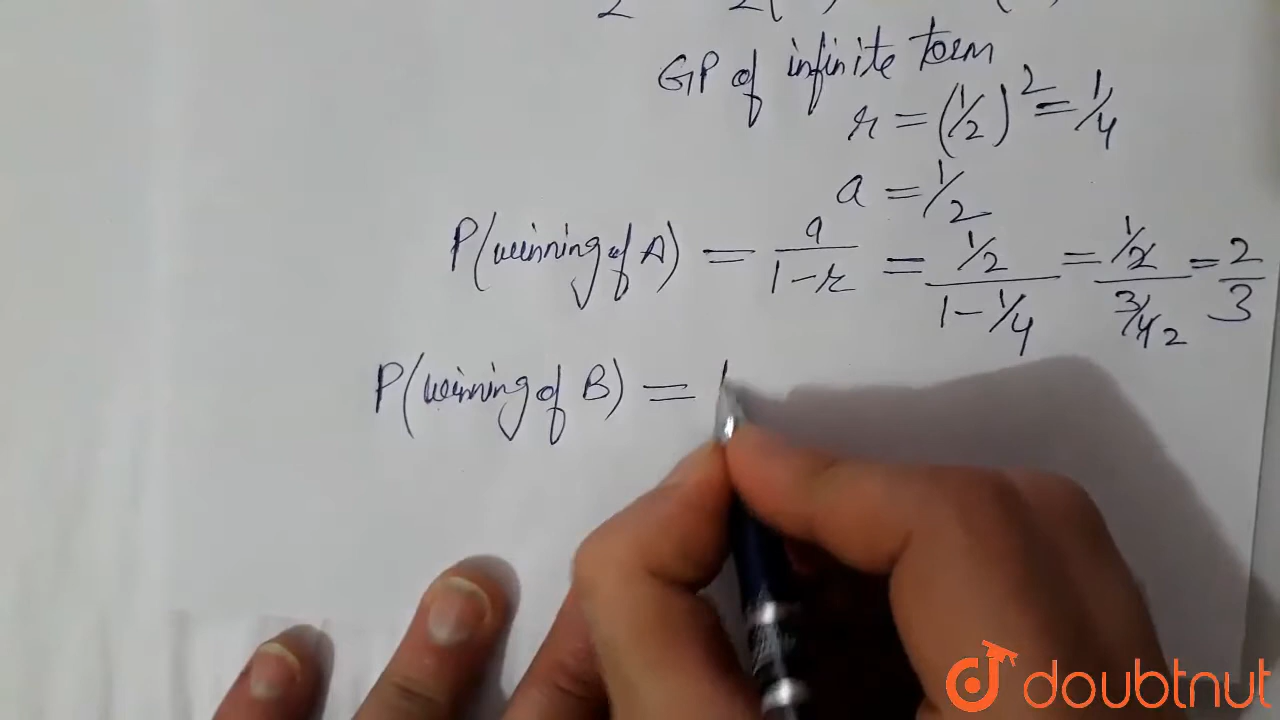 GP of infinite term
r = (1/2)^2 = 1/4
a = 1/2
P(winning of A) = a/(1-r) = (1/2)/(1-1/4) = (1/2)/(3/4) 2 = 2/3
P(winning of B) =
doubtnut